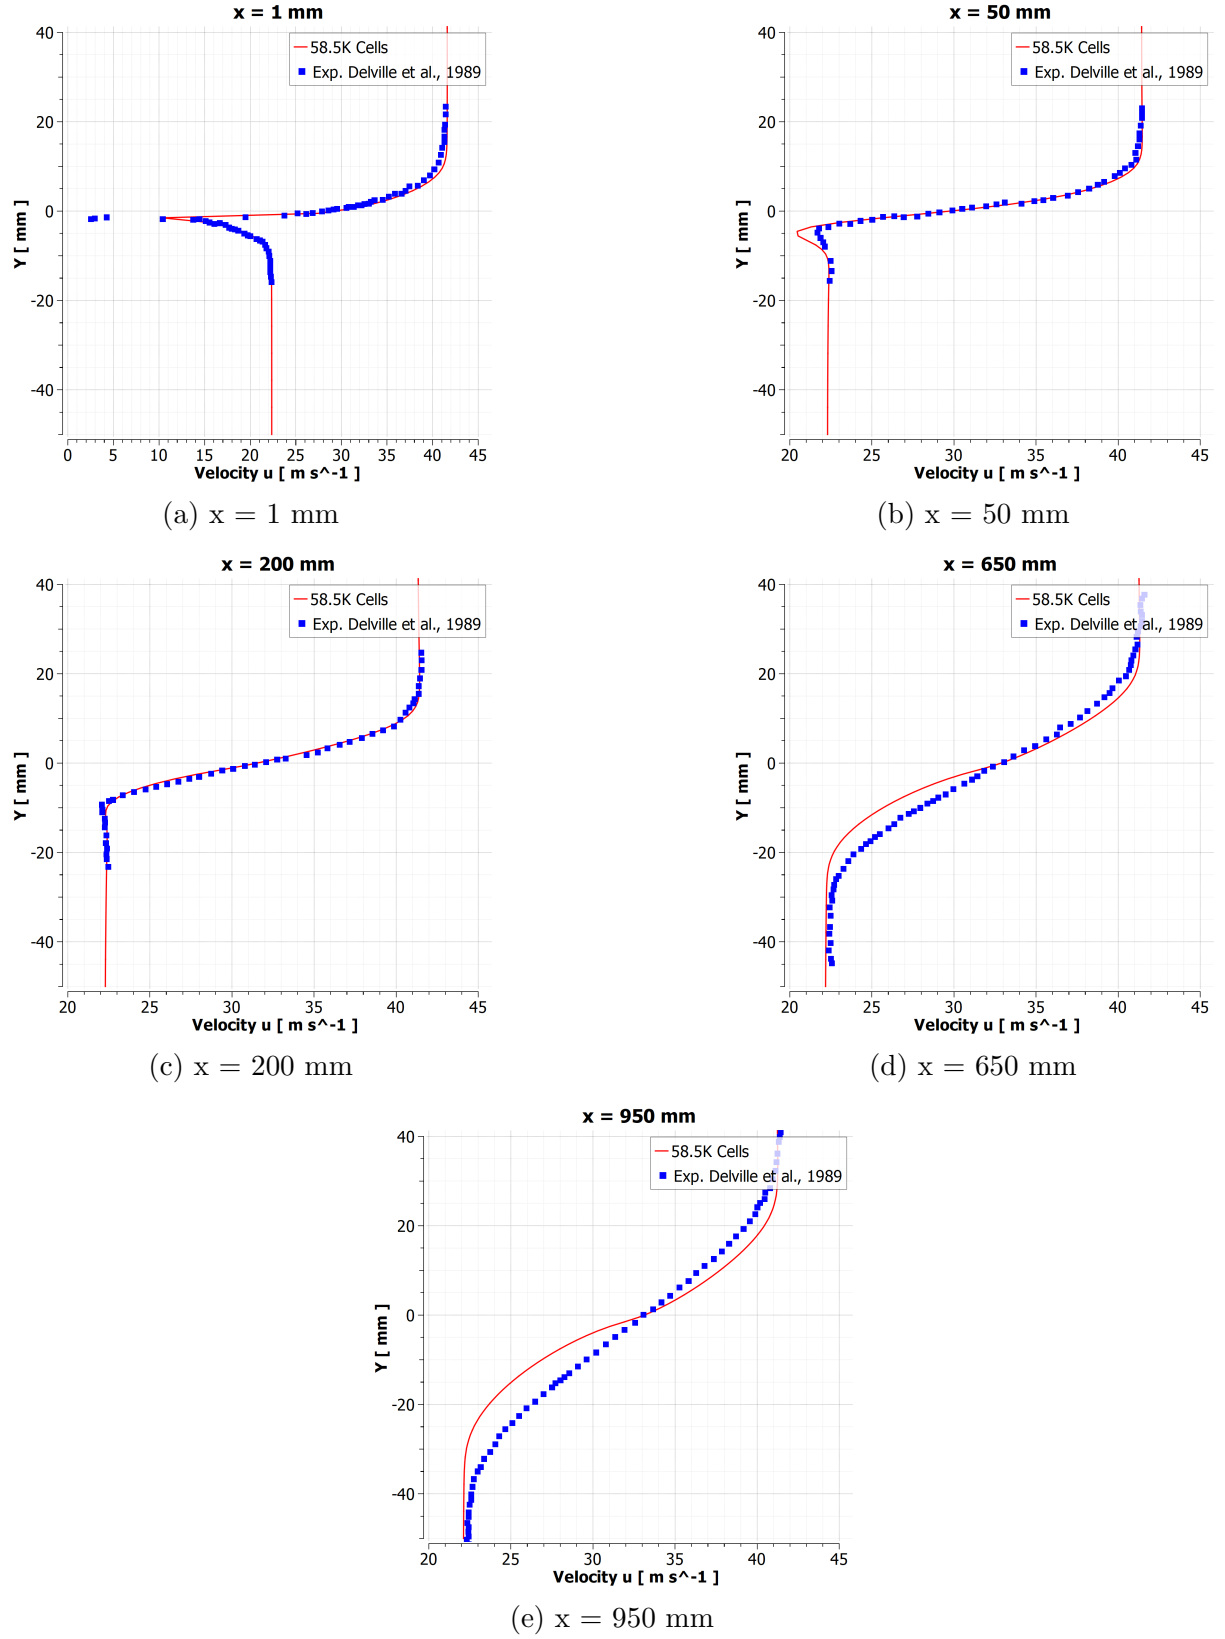 x = 1 mm
40
20
0
-20
-40
Y [ mm ]
58.5K Cells
Exp. Delville et al., 1989
0 5 10 15 20 25 30 35 40 45
Velocity u [ m s^-1 ]
(a) x = 1 mm
x = 50 mm
40
20
0
-20
-40
Y [ mm ]
58.5K Cells
Exp. Delville et al., 1989
20 25 30 35 40 45
Velocity u [ m s^-1 ]
(b) x = 50 mm
x = 200 mm
40
20
0
-20
-40
Y [ mm ]
58.5K Cells
Exp. Delville et al., 1989
20 25 30 35 40 45
Velocity u [ m s^-1 ]
(c) x = 200 mm
x = 650 mm
40
20
0
-20
-40
Y [ mm ]
58.5K Cells
Exp. Delville et al., 1989
20 25 30 35 40 45
Velocity u [ m s^-1 ]
(d) x = 650 mm
x = 950 mm
40
20
0
-20
-40
Y [ mm ]
58.5K Cells
Exp. Delville et al., 1989
20 25 30 35 40 45
Velocity u [ m s^-1 ]
(e) x = 950 mm